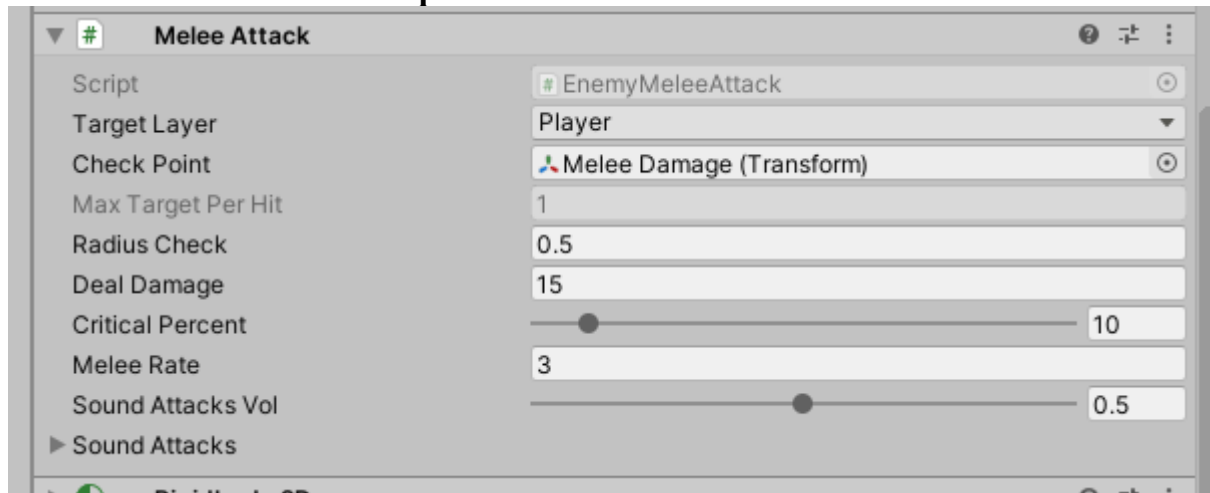 # Melee Attack
Script # EnemyMeleeAttack
Target Layer Player
Check Point Melee Damage (Transform)
Max Target Per Hit 1
Radius Check 0.5
Deal Damage 15
Critical Percent 10
Melee Rate 3
Sound Attacks Vol 0.5
Sound Attacks